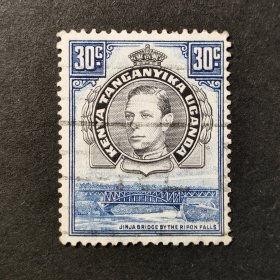 30c 30c
KENYA TANGANYIKA UGANDA
JINJA BRIDGE BY THE RIPON FALLS